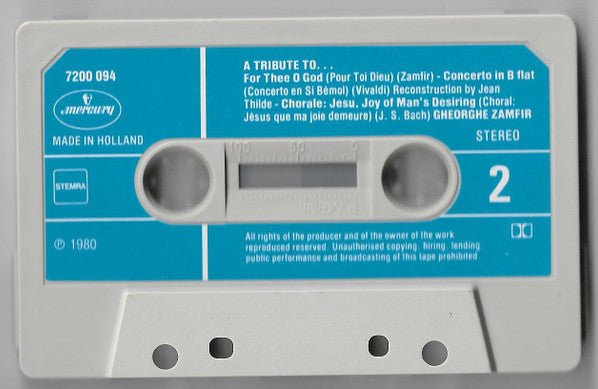 7200 094
mercury
MADE IN HOLLAND
STEMRA
℗ 1980
A TRIBUTE TO. . .
For Thee O God (Pour Toi Dieu) (Zamfir) - Concerto in B flat
(Concerto en Si Bémol) (Vivaldi) Reconstruction by Jean
Thilde - Chorale: Jesu, Joy of Man's Desiring (Choral:
Jésus que ma joie demeure) (J. S. Bach) GHEORGHE ZAMFIR
STEREO
100 50 0
PolyGram
2
All rights of the producer and of the owner of the work
reproduced reserved. Unauthorised copying, hiring, lending,
public performance and broadcasting of this tape prohibited